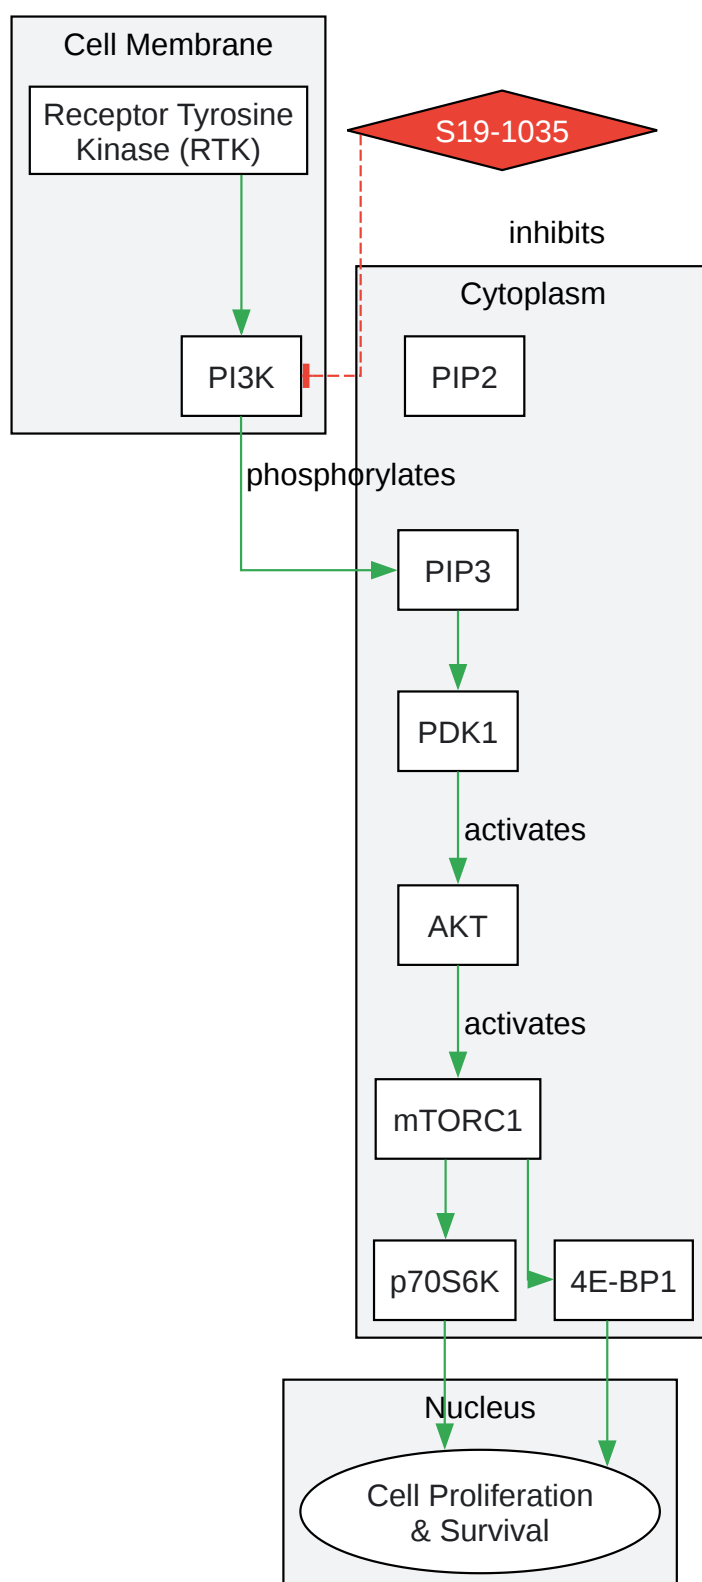 Cell Membrane
Receptor Tyrosine
Kinase (RTK)
S19-1035
inhibits
Cytoplasm
PI3K
PIP2
phosphorylates
PIP3
PDK1
activates
AKT
activates
mTORC1
p70S6K
4E-BP1
Nucleus
Cell Proliferation
& Survival